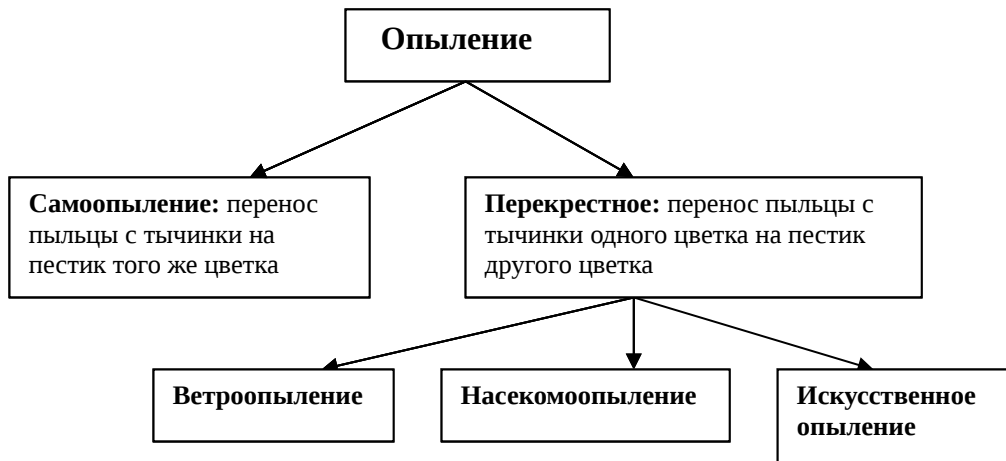 Опыление
Самоопыление: перенос
пыльцы с тычинки на
пестик того же цветка
Перекрестное: перенос пыльцы с
тычинки одного цветка на пестик
другого цветка
Ветроопыление
Насекомоопыление
Искусственное
опыление